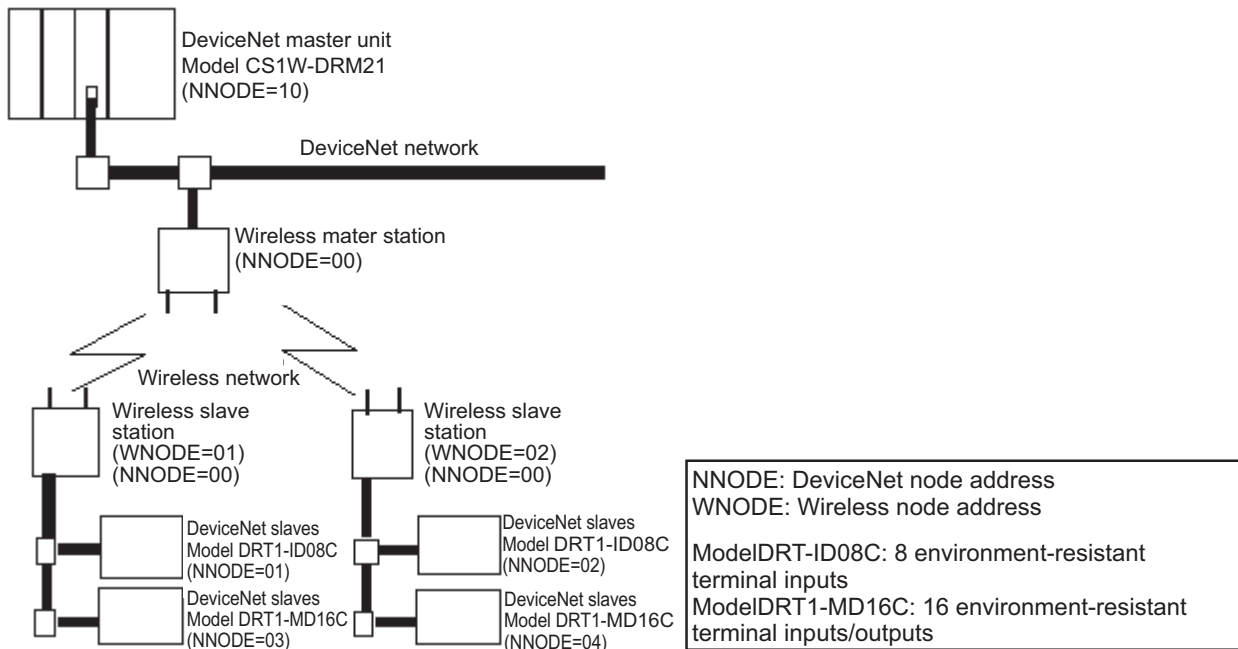 DeviceNet master unit
Model CS1W-DRM21
(NNODE=10)
DeviceNet network
Wireless mater station
(NNODE=00)
Wireless network
Wireless slave
station
(WNODE=01)
(NNODE=00)
Wireless slave
station
(WNODE=02)
(NNODE=00)
DeviceNet slaves
Model DRT1-ID08C
(NNODE=01)
DeviceNet slaves
Model DRT1-ID08C
(NNODE=02)
DeviceNet slaves
Model DRT1-MD16C
(NNODE=03)
DeviceNet slaves
Model DRT1-MD16C
(NNODE=04)
NNODE: DeviceNet node address
WNODE: Wireless node address
ModelDRT-ID08C: 8 environment-resistant
terminal inputs
ModelDRT1-MD16C: 16 environment-resistant
terminal inputs/outputs